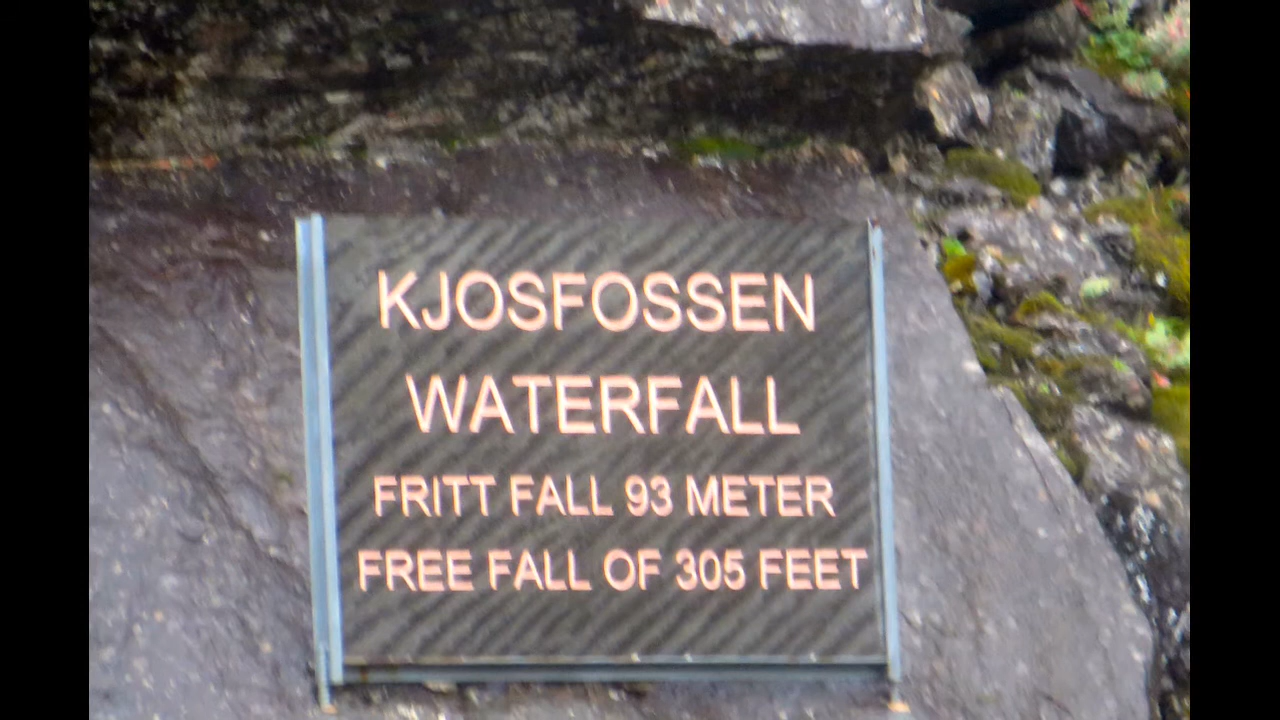 KJOSFOSSEN
WATERFALL
FRITT FALL 93 METER
FREE FALL OF 305 FEET